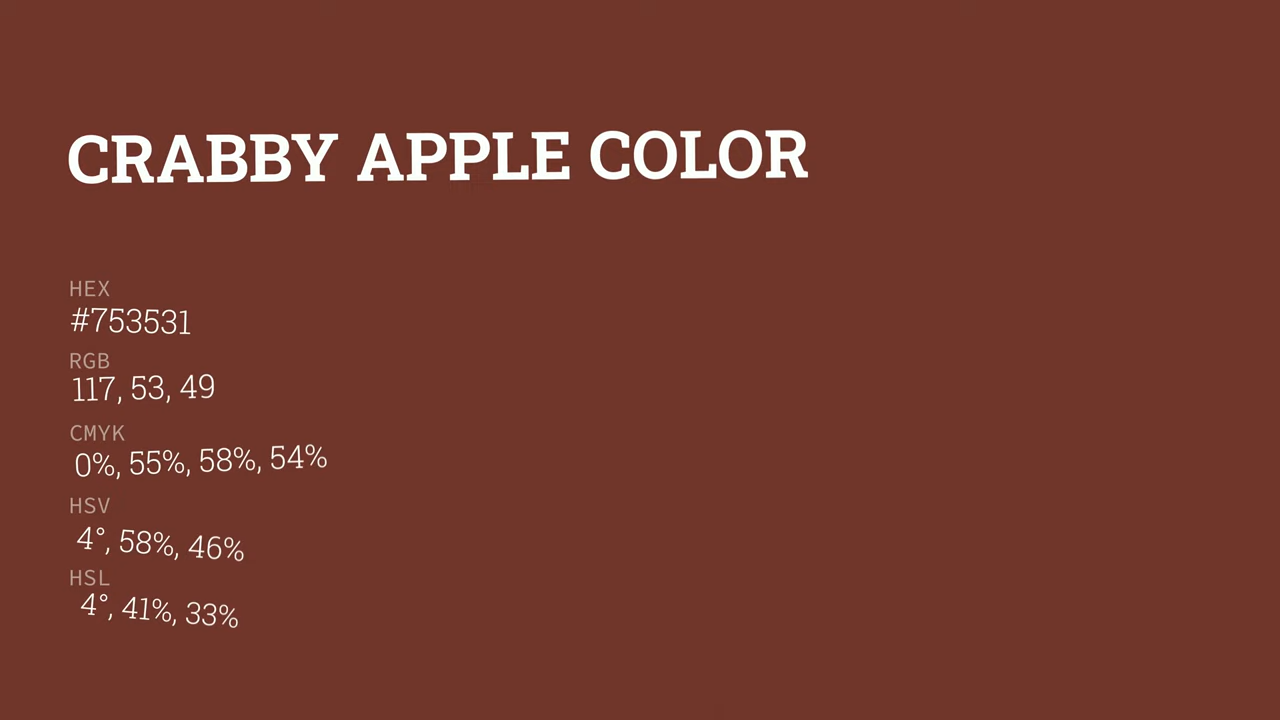 CRABBY APPLE COLOR
HEX
#753531
RGB
117, 53, 49
CMYK
0%, 55%, 58%, 54%
HSV
4°, 58%, 46%
HSL
4°, 41%, 33%